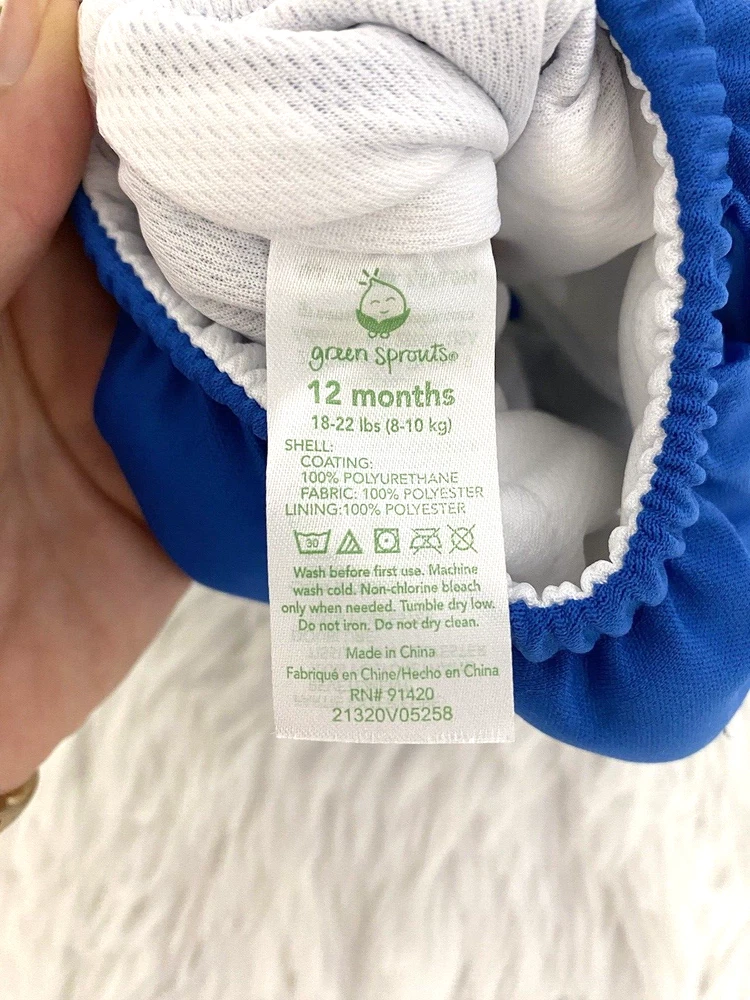 green sprouts®
12 months
18-22 lbs (8-10 kg)
SHELL:
COATING:
100% POLYURETHANE
FABRIC: 100% POLYESTER
LINING:100% POLYESTER
30
Wash before first use. Machine
wash cold. Non-chlorine bleach
only when needed. Tumble dry low.
Do not iron. Do not dry clean.
Made in China
Fabriqué en Chine/Hecho en China
RN# 91420
21320V05258